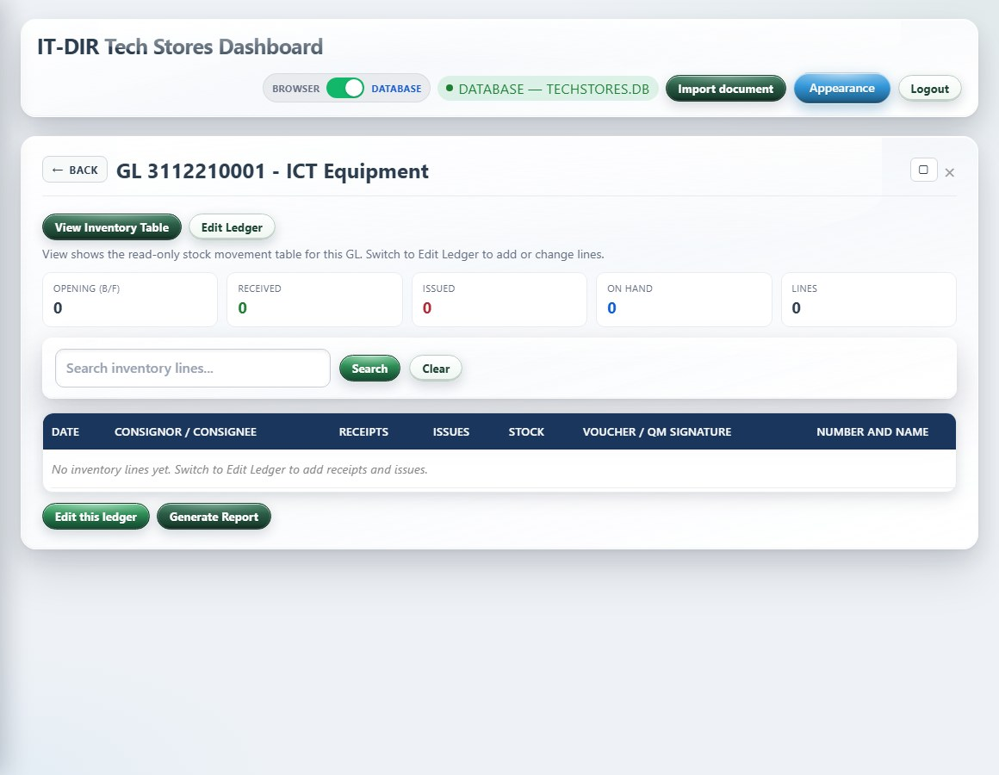 IT-DIR Tech Stores Dashboard
BROWSER DATABASE DATABASE — TECHSTORES.DB Import document Appearance Logout
← BACK GL 3112210001 - ICT Equipment ×
View Inventory Table Edit Ledger
View shows the read-only stock movement table for this GL. Switch to Edit Ledger to add or change lines.
OPENING (B/F) RECEIVED ISSUED ON HAND LINES
0 0 0 0 0
Search inventory lines... Search Clear
DATE CONSIGNOR / CONSIGNEE RECEIPTS ISSUES STOCK VOUCHER / QM SIGNATURE NUMBER AND NAME
No inventory lines yet. Switch to Edit Ledger to add receipts and issues.
Edit this ledger Generate Report